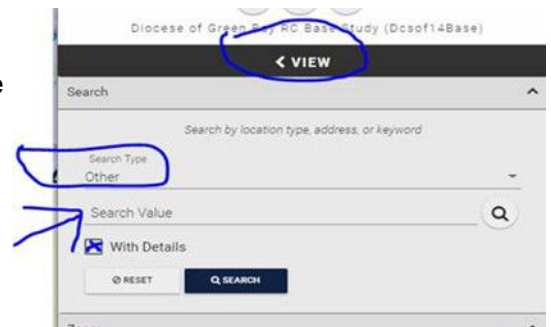 Diocese of Green Bay RC Base Study (Dcsof14Base)
e
< VIEW
Search
Search by location type, address, or keyword
Search Type
Other
Search Value
With Details
RESET
SEARCH